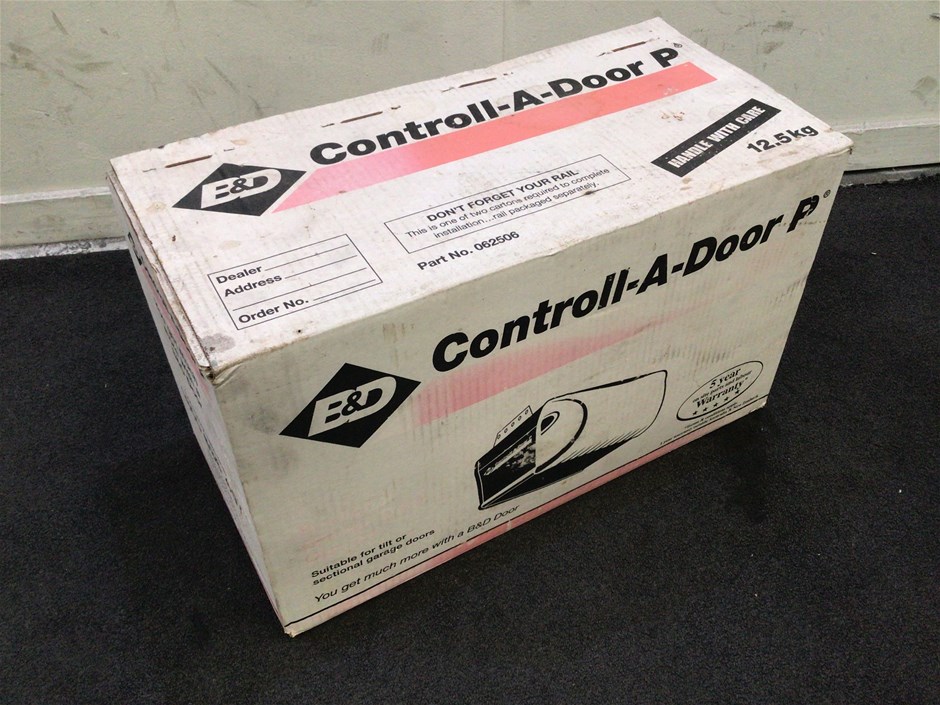 B&D
Controll-A-Door P®
HANDLE WITH CARE
12.5kg
DON'T FORGET YOUR RAIL
This is one of two cartons required to complete
installation...rail packaged separately.
Part No. 062506
Dealer
Address
Order No.
B&D
Controll-A-Door P®
5 year
Warranty*
Suitable for tilt or
sectional garage doors
You get much more with a B&D Door